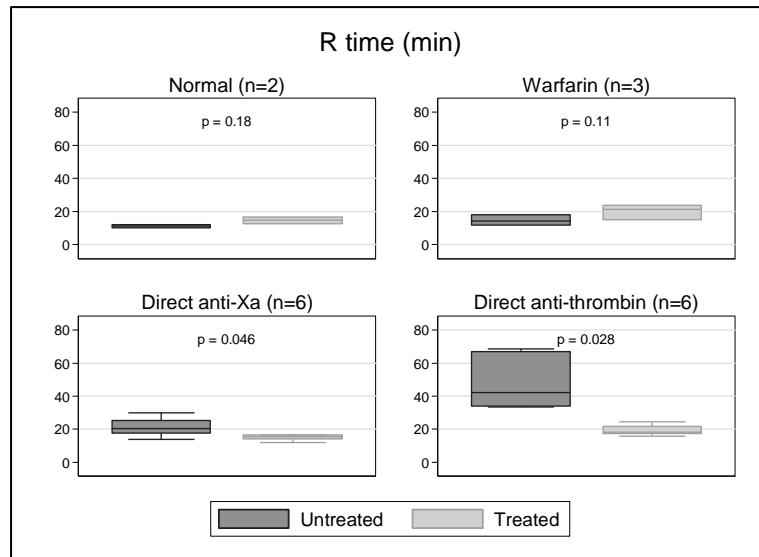 R time (min)
Normal (n=2)
Warfarin (n=3)
80
60
40
20
0
p = 0.18
80
60
40
20
0
p = 0.11
Direct anti-Xa (n=6)
Direct anti-thrombin (n=6)
80
60
40
20
0
p = 0.046
80
60
40
20
0
p = 0.028
Untreated
Treated